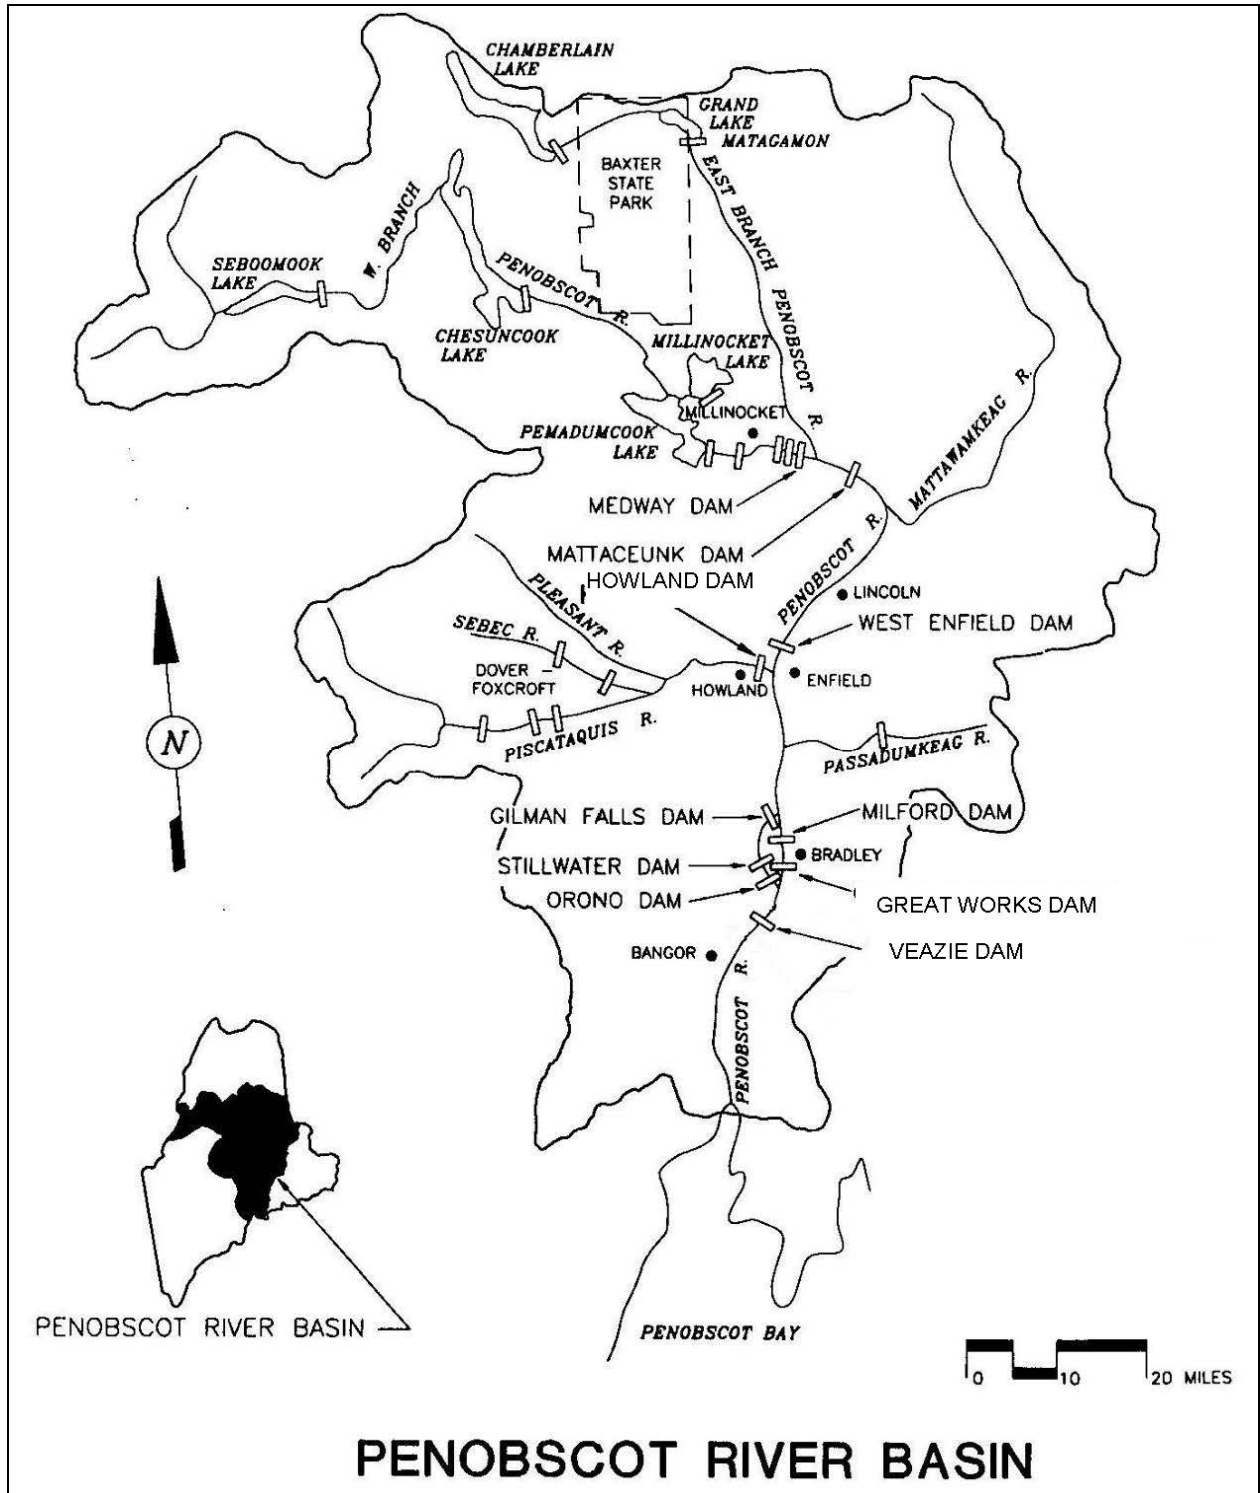 CHAMBERLAIN
LAKE
GRAND
LAKE
MATAGAMON
BAXTER
STATE
PARK
EAST BRANCH PENOBSCOT R.
W. BRANCH
SEBOOMOOK
LAKE
PENOBSCOT R.
CHESUNCOOK
LAKE
MILLINOCKET
LAKE
MILLINOCKET
PEMADUMCOOK
LAKE
MATTAWAMKEAG R.
MEDWAY DAM
MATTACEUNK DAM
HOWLAND DAM
PENOBSCOT R.
LINCOLN
WEST ENFIELD DAM
PLEASANT R.
SEBEC R.
DOVER –
FOXCROFT
HOWLAND
ENFIELD
PISCATAQUIS R.
PASSADUMKEAG R.
N
GILMAN FALLS DAM
MILFORD DAM
BRADLEY
STILLWATER DAM
ORONO DAM
GREAT WORKS DAM
VEAZIE DAM
BANGOR
PENOBSCOT R.
PENOBSCOT RIVER BASIN
PENOBSCOT BAY
0 10 20 MILES
PENOBSCOT RIVER BASIN